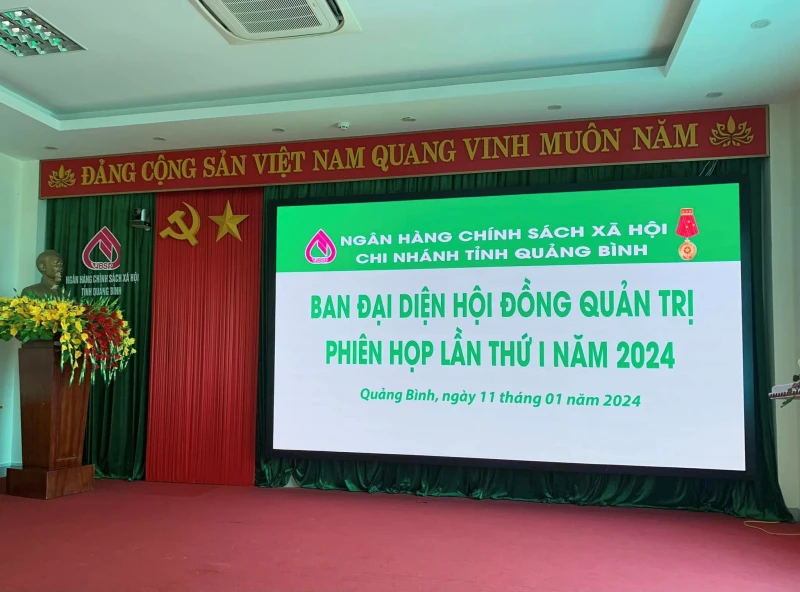 ĐẢNG CỘNG SẢN VIỆT NAM QUANG VINH MUÔN NĂM
VBSP
NGÂN HÀNG CHÍNH SÁCH XÃ HỘI
TỈNH QUẢNG BÌNH
VBSP
NGÂN HÀNG CHÍNH SÁCH XÃ HỘI
CHI NHÁNH TỈNH QUẢNG BÌNH
BAN ĐẠI DIỆN HỘI ĐỒNG QUẢN TRỊ
PHIÊN HỌP LẦN THỨ I NĂM 2024
Quảng Bình, ngày 11 tháng 01 năm 2024